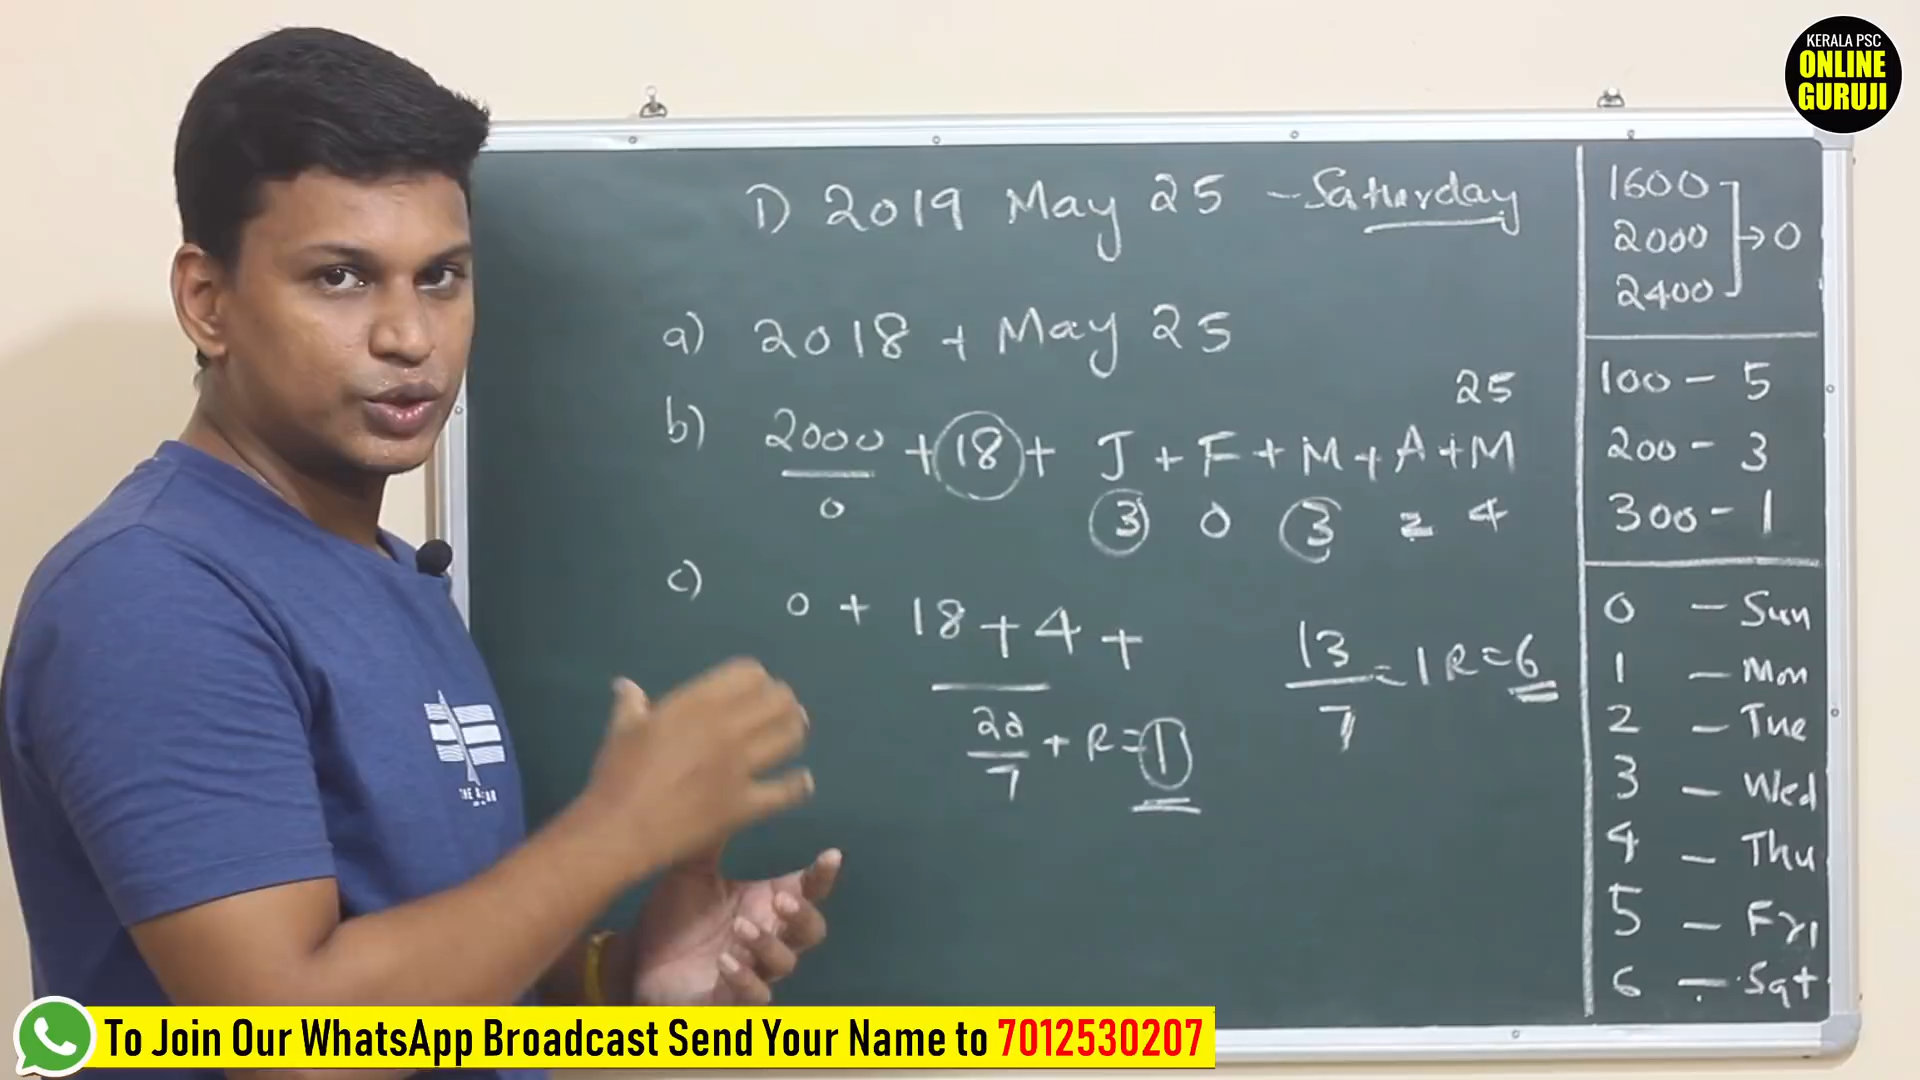 KERALA PSC
ONLINE
GURUJI
1) 2019 May 25 - Saturday
a) 2018 + May 25
25
b) 2000 + 18 + J + F + M + A + M
0 3 0 3 2 4
c) 0 + 18 + 4 +
22/7 + R = 1
13/7 = 1 R = 6
1600
2000 → 0
2400
100 - 5
200 - 3
300 - 1
0 - Sun
1 - Mon
2 - Tue
3 - Wed
4 - Thu
5 - Fri
6 - Sat
To Join Our WhatsApp Broadcast Send Your Name to 7012530207